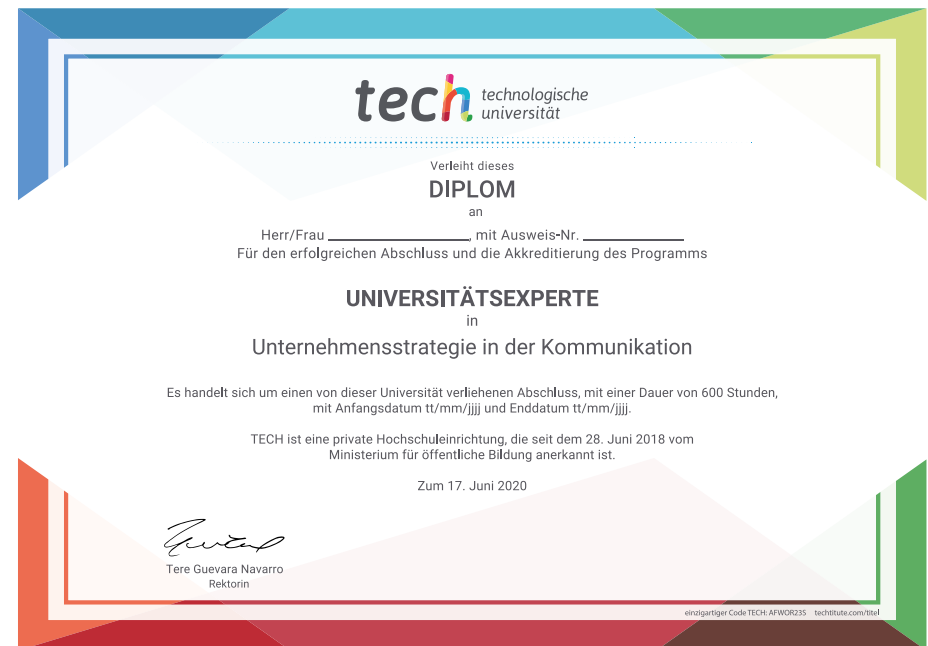 tech technologische
universität
Verleiht dieses
DIPLOM
an
Herr/Frau ____________________, mit Ausweis-Nr. ______________
Für den erfolgreichen Abschluss und die Akkreditierung des Programms
UNIVERSITÄTSEXPERTE
in
Unternehmensstrategie in der Kommunikation
Es handelt sich um einen von dieser Universität verliehenen Abschluss, mit einer Dauer von 600 Stunden,
mit Anfangsdatum tt/mm/jjjj und Enddatum tt/mm/jjjj.
TECH ist eine private Hochschuleinrichtung, die seit dem 28. Juni 2018 vom
Ministerium für öffentliche Bildung anerkannt ist.
Zum 17. Juni 2020
Tere Guevara Navarro
Rektorin
einzigartiger Code TECH: AFWOR23S techtitute.com/titel